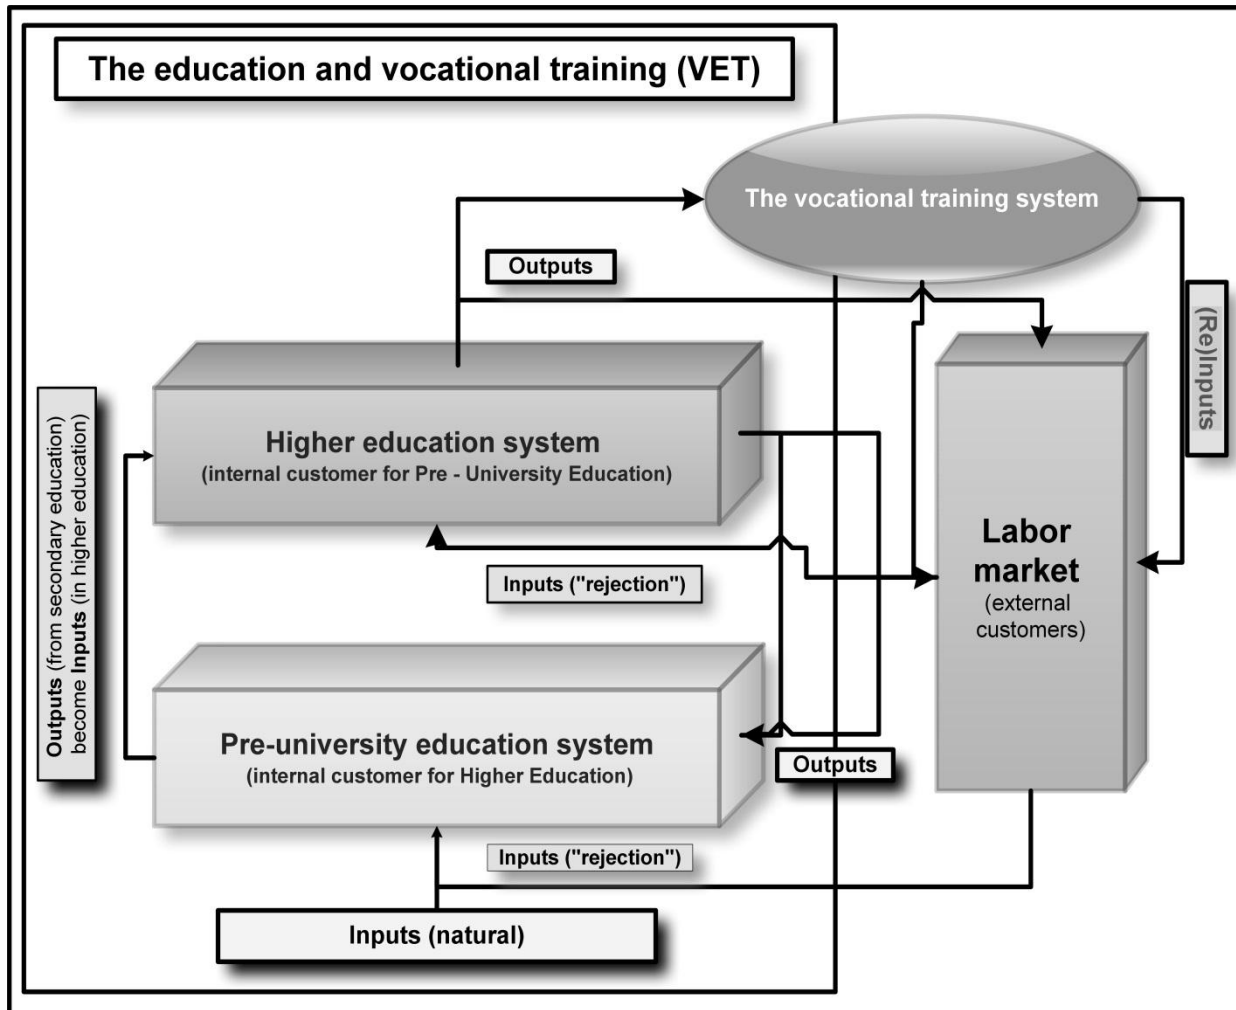 The education and vocational training (VET)
The vocational training system
Outputs
(Re)Inputs
Higher education system
(internal customer for Pre - University Education)
Outputs (from secondary education)
become Inputs (in higher education)
Labor
market
(external
customers)
Inputs ("rejection")
Pre-university education system
(internal customer for Higher Education)
Outputs
Inputs ("rejection")
Inputs (natural)